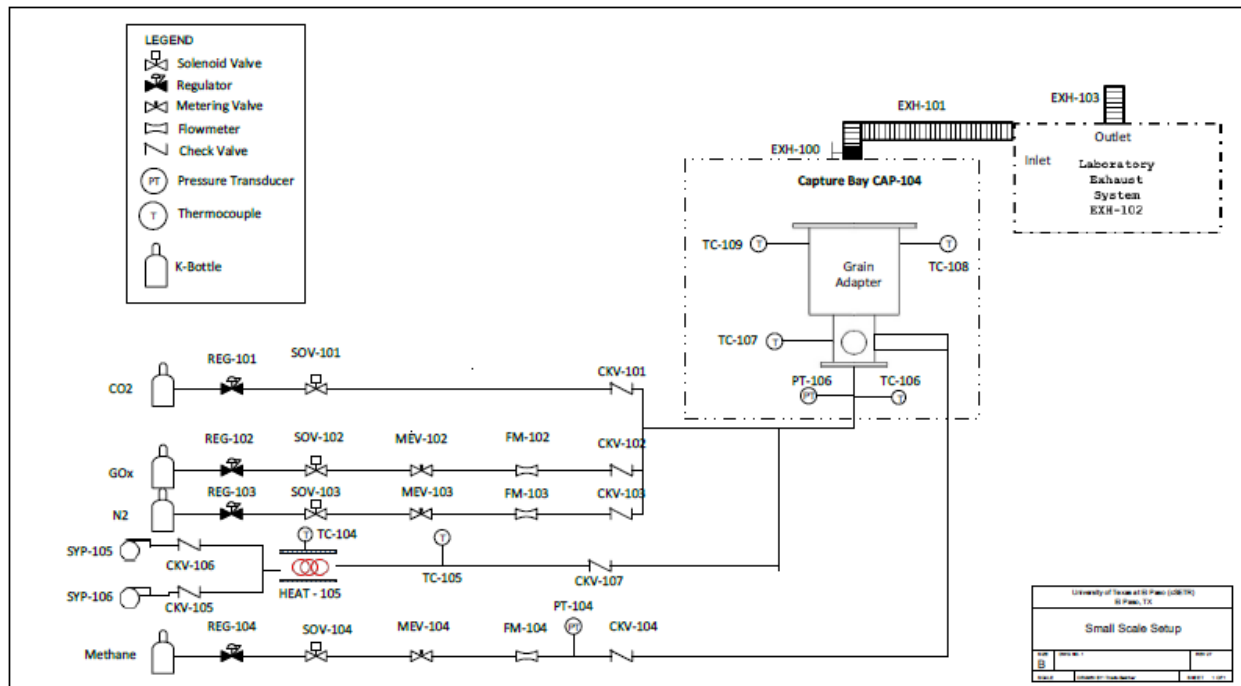 LEGEND
Solenoid Valve
Regulator
Metering Valve
Flowmeter
Check Valve
PT
Pressure Transducer
T
Thermocouple
K-Bottle
EXH-101
EXH-103
EXH-100
Outlet
Inlet
Laboratory
Exhaust
System
EXH-102
Capture Bay CAP-104
TC-109
T
T
TC-108
Grain
Adapter
TC-107
T
PT-106
TC-106
PT
T
REG-101
SOV-101
CKV-101
CO2
REG-102
SOV-102
MEV-102
FM-102
CKV-102
GOx
REG-103
SOV-103
MEV-103
FM-103
CKV-103
N2
T
TC-104
T
SYP-105
CKV-106
TC-105
CKV-107
SYP-106
CKV-105
HEAT - 105
PT-104
PT
REG-104
SOV-104
MEV-104
FM-104
CKV-104
Methane
University of Texas at El Paso (cSETR)
El Paso, TX
Small Scale Setup
B